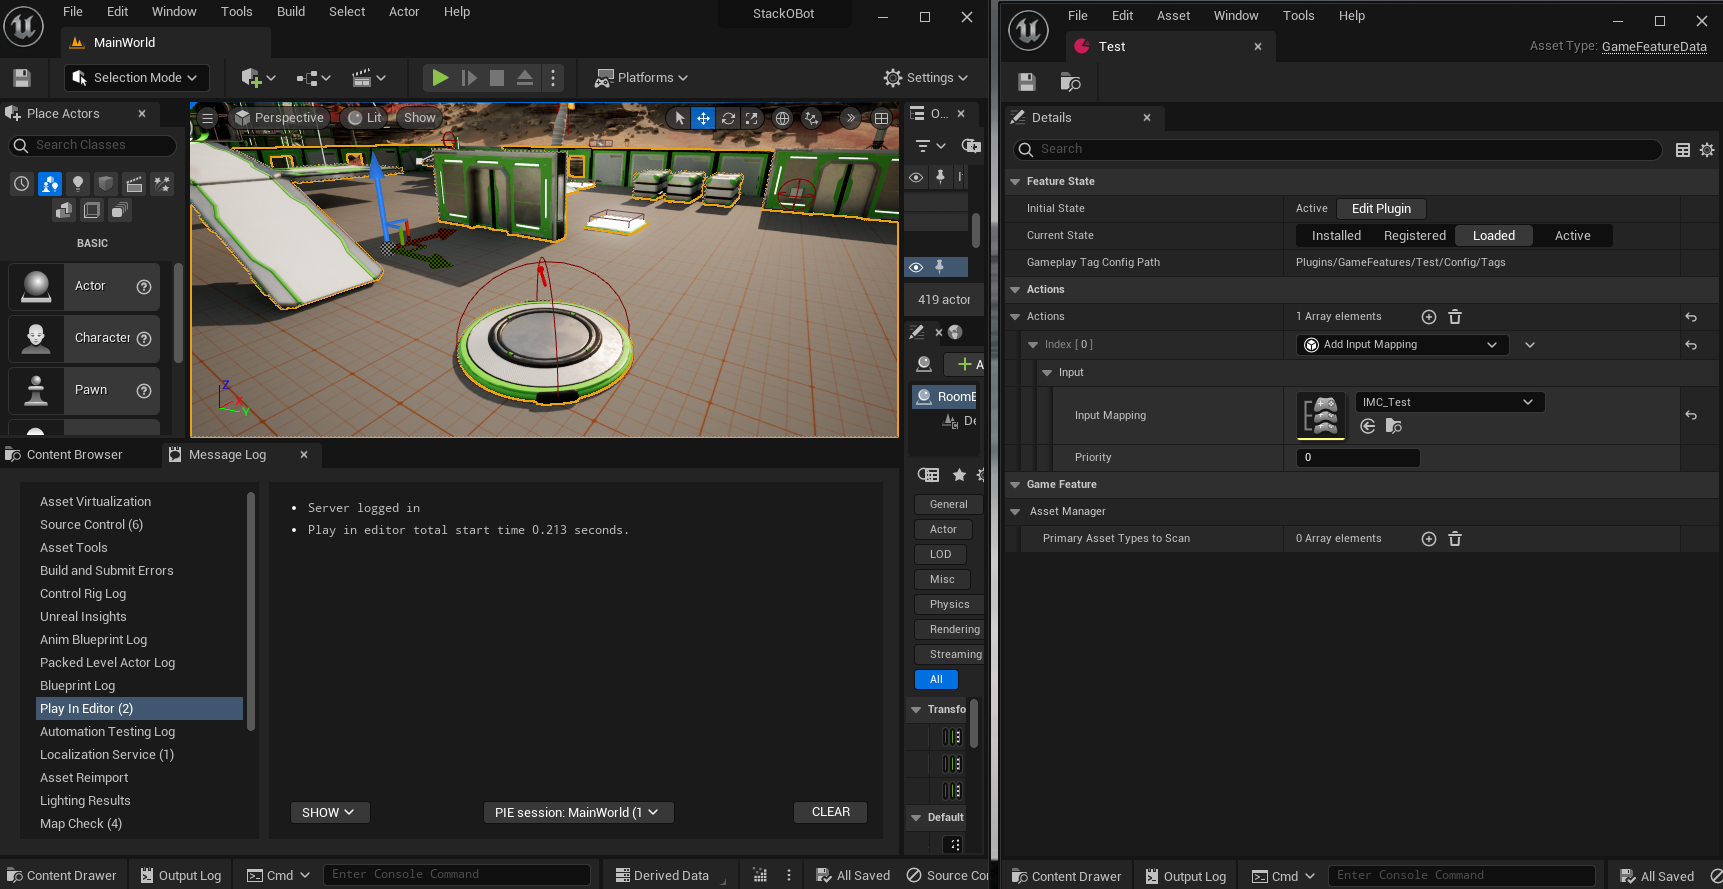 File Edit Window Tools Build Select Actor Help
StackOBot
MainWorld
Selection Mode
Platforms
Settings
Place Actors
Search Classes
BASIC
Actor
Character
Pawn
Perspective
Lit
Show
Z
X
Y
O...
419 actor
RoomE
De
General
Actor
LOD
Misc
Physics
Rendering
Streaming
All
Transfo
Default
Content Browser
Message Log
Asset Virtualization
Source Control (6)
Asset Tools
Build and Submit Errors
Control Rig Log
Unreal Insights
Anim Blueprint Log
Packed Level Actor Log
Blueprint Log
Play In Editor (2)
Automation Testing Log
Localization Service (1)
Asset Reimport
Lighting Results
Map Check (4)
Server logged in
Play in editor total start time 0.213 seconds.
SHOW
PIE session: MainWorld (1
CLEAR
Content Drawer
Output Log
Cmd
Enter Console Command
Derived Data
All Saved
Source Co
File Edit Asset Window Tools Help
Test
Asset Type: GameFeatureData
Details
Search
Feature State
Initial State Active Edit Plugin
Current State Installed Registered Loaded Active
Gameplay Tag Config Path Plugins/GameFeatures/Test/Config/Tags
Actions
Actions 1 Array elements
Index [ 0 ] Add Input Mapping
Input
Input Mapping IMC_Test
Priority 0
Game Feature
Asset Manager
Primary Asset Types to Scan 0 Array elements
Content Drawer
Output Log
Cmd
Enter Console Command
All Saved